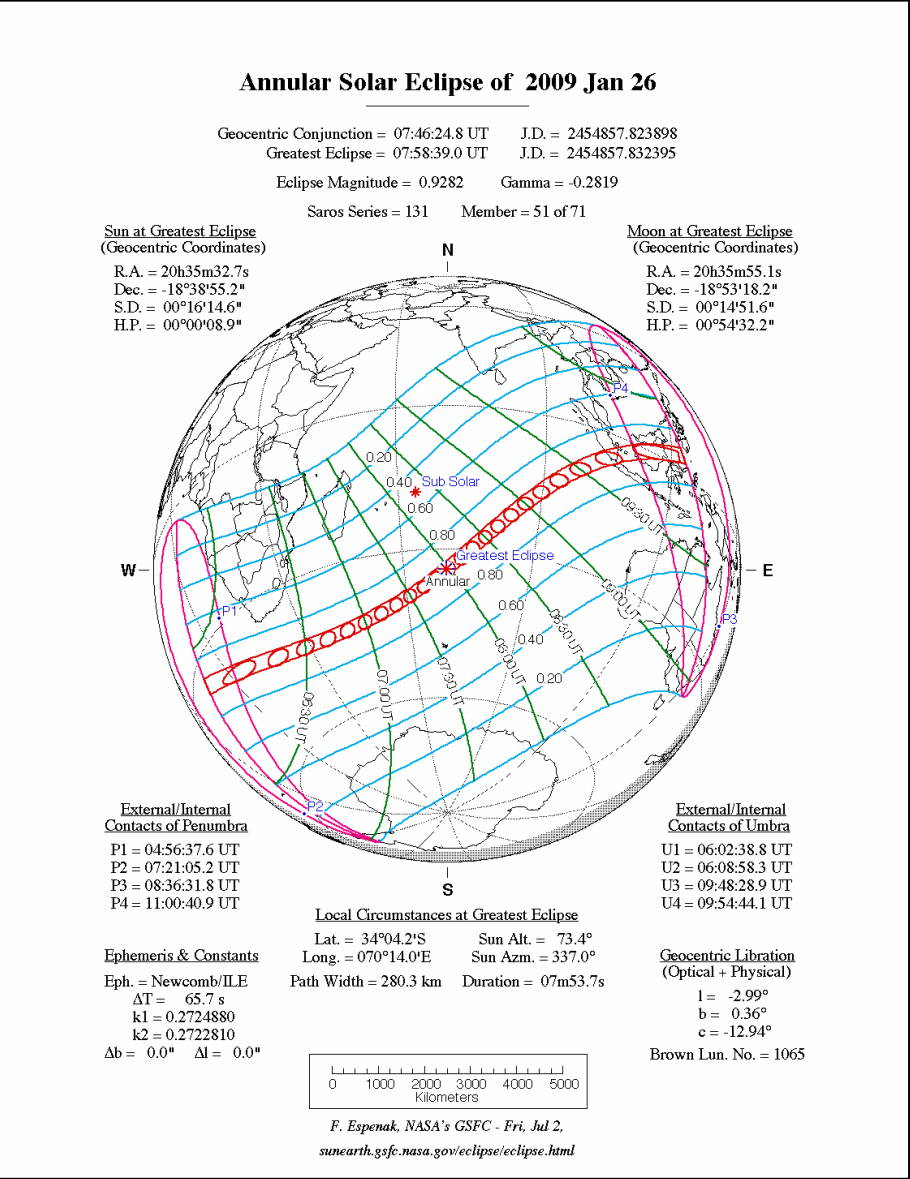 Annular Solar Eclipse of 2009 Jan 26
Geocentric Conjunction = 07:46:24.8 UT J.D. = 2454857.823898
Greatest Eclipse = 07:58:39.0 UT J.D. = 2454857.832395
Eclipse Magnitude = 0.9282 Gamma = -0.2819
Saros Series = 131 Member = 51 of 71
Sun at Greatest Eclipse
(Geocentric Coordinates)
R.A. = 20h35m32.7s
Dec. = -18°38'55.2"
S.D. = 00°16'14.6"
H.P. = 00°00'08.9"
Moon at Greatest Eclipse
(Geocentric Coordinates)
R.A. = 20h35m55.1s
Dec. = -18°53'18.2"
S.D. = 00°14'51.6"
H.P. = 00°54'32.2"
N
P4
0.20
0.40
Sub Solar
0.60
09:30 UT
0.80
Greatest Eclipse
W
E
Annular
0.80
0
09:00 UT
0.60
P1
P3
0.40
08:30 UT
0.20
08:00 UT
07:30 UT
07:00 UT
06:30 UT
P2
S
External/Internal
Contacts of Penumbra
P1 = 04:56:37.6 UT
P2 = 07:21:05.2 UT
P3 = 08:36:31.8 UT
P4 = 11:00:40.9 UT
External/Internal
Contacts of Umbra
U1 = 06:02:38.8 UT
U2 = 06:08:58.3 UT
U3 = 09:48:28.9 UT
U4 = 09:54:44.1 UT
Local Circumstances at Greatest Eclipse
Lat. = 34°04.2'S Sun Alt. = 73.4°
Long. = 070°14.0'E Sun Azm. = 337.0°
Path Width = 280.3 km Duration = 07m53.7s
Ephemeris & Constants
Eph. = Newcomb/ILE
ΔT = 65.7 s
k1 = 0.2724880
k2 = 0.2722810
Δb = 0.0" Δl = 0.0"
Geocentric Libration
(Optical + Physical)
l = -2.99°
b = 0.36°
c = -12.94°
Brown Lun. No. = 1065
0 1000 2000 3000 4000 5000
Kilometers
F. Espenak, NASA's GSFC - Fri, Jul 2,
sunearth.gsfc.nasa.gov/eclipse/eclipse.html